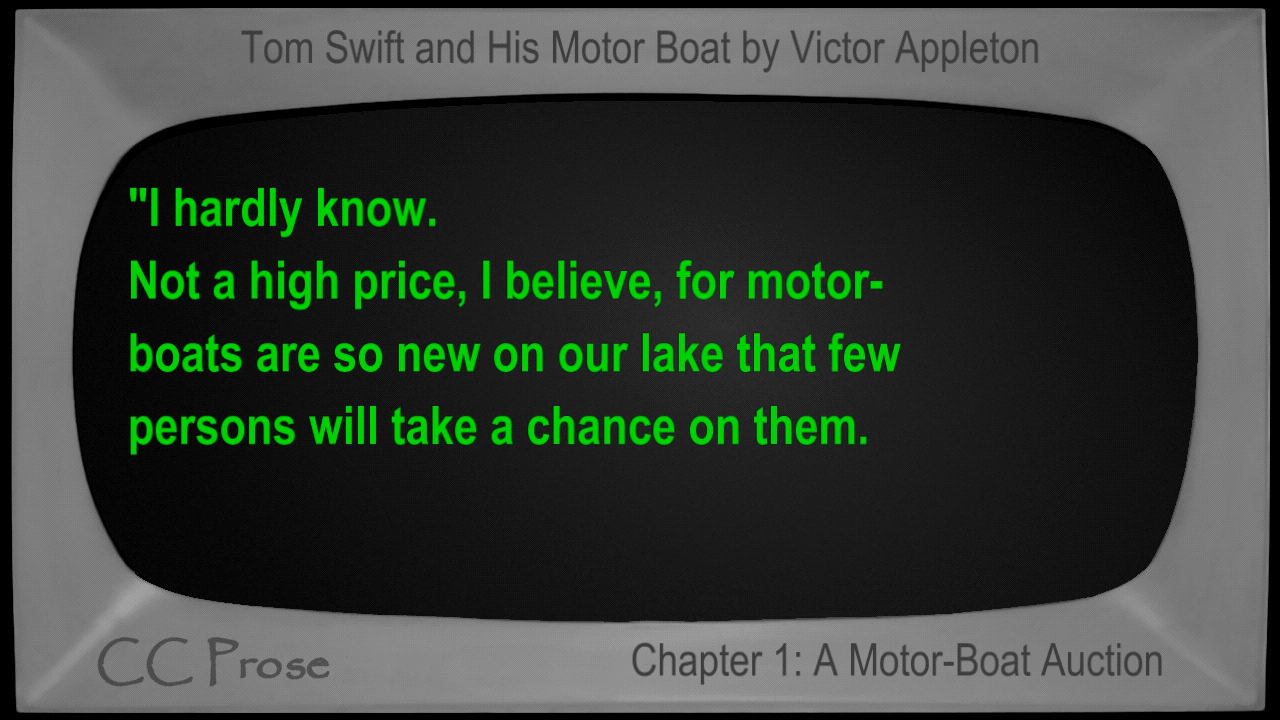 Tom Swift and His Motor Boat by Victor Appleton
"I hardly know.
Not a high price, I believe, for motor-
boats are so new on our lake that few
persons will take a chance on them.
CC Prose
Chapter 1: A Motor-Boat Auction